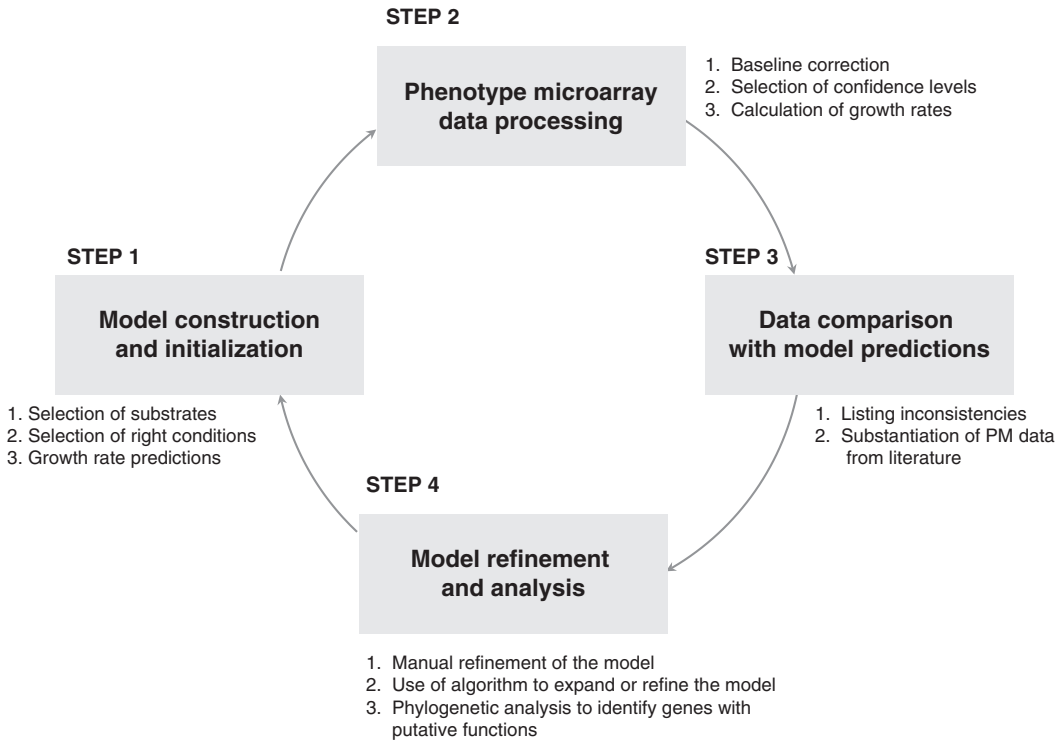 STEP 2
Phenotype microarray
data processing
1. Baseline correction
2. Selection of confidence levels
3. Calculation of growth rates
STEP 1
Model construction
and initialization
1. Selection of substrates
2. Selection of right conditions
3. Growth rate predictions
STEP 3
Data comparison
with model predictions
1. Listing inconsistencies
2. Substantiation of PM data
from literature
STEP 4
Model refinement
and analysis
1. Manual refinement of the model
2. Use of algorithm to expand or refine the model
3. Phylogenetic analysis to identify genes with
putative functions